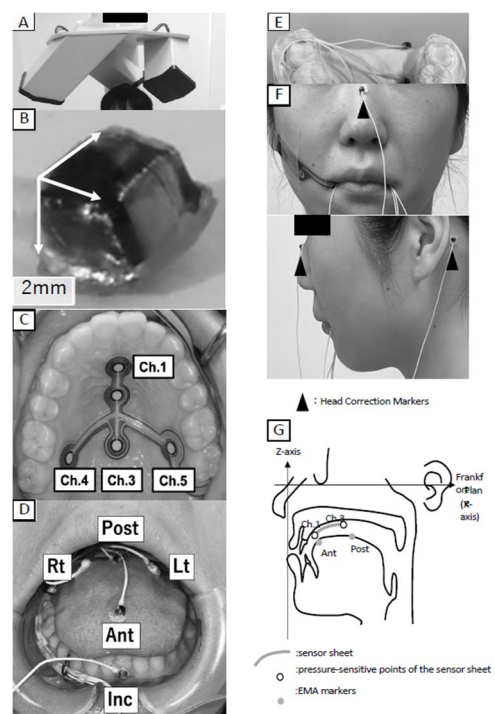 A
B
2mm
C
Ch.1
Ch.4
Ch.3
Ch.5
D
Post
Rt
Lt
Ant
Inc
E
F
: Head Correction Markers
G
Z-axis
Frankf
ort Plan
(X-
axis)
Ch.1
Ch.3
Ant
Post
:sensor sheet
:pressure-sensitive points of the sensor sheet
:EMA markers